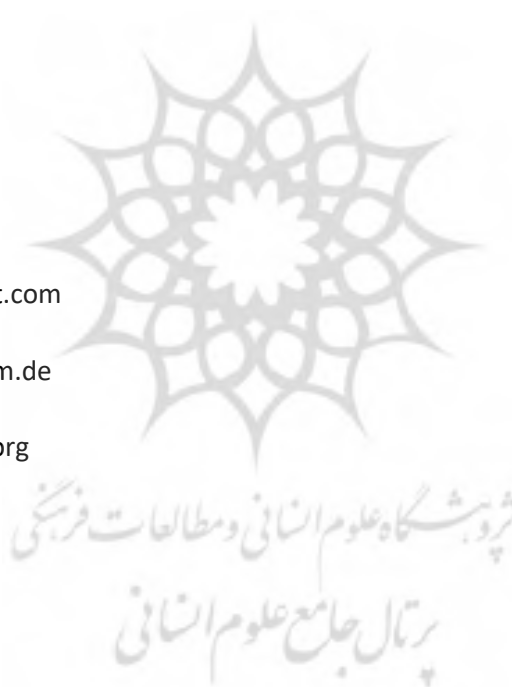 t.com
m.de
org
پژوهشگاه علوم انسانی و مطالعات فرهنگی
پرتال جامع علوم انسانی